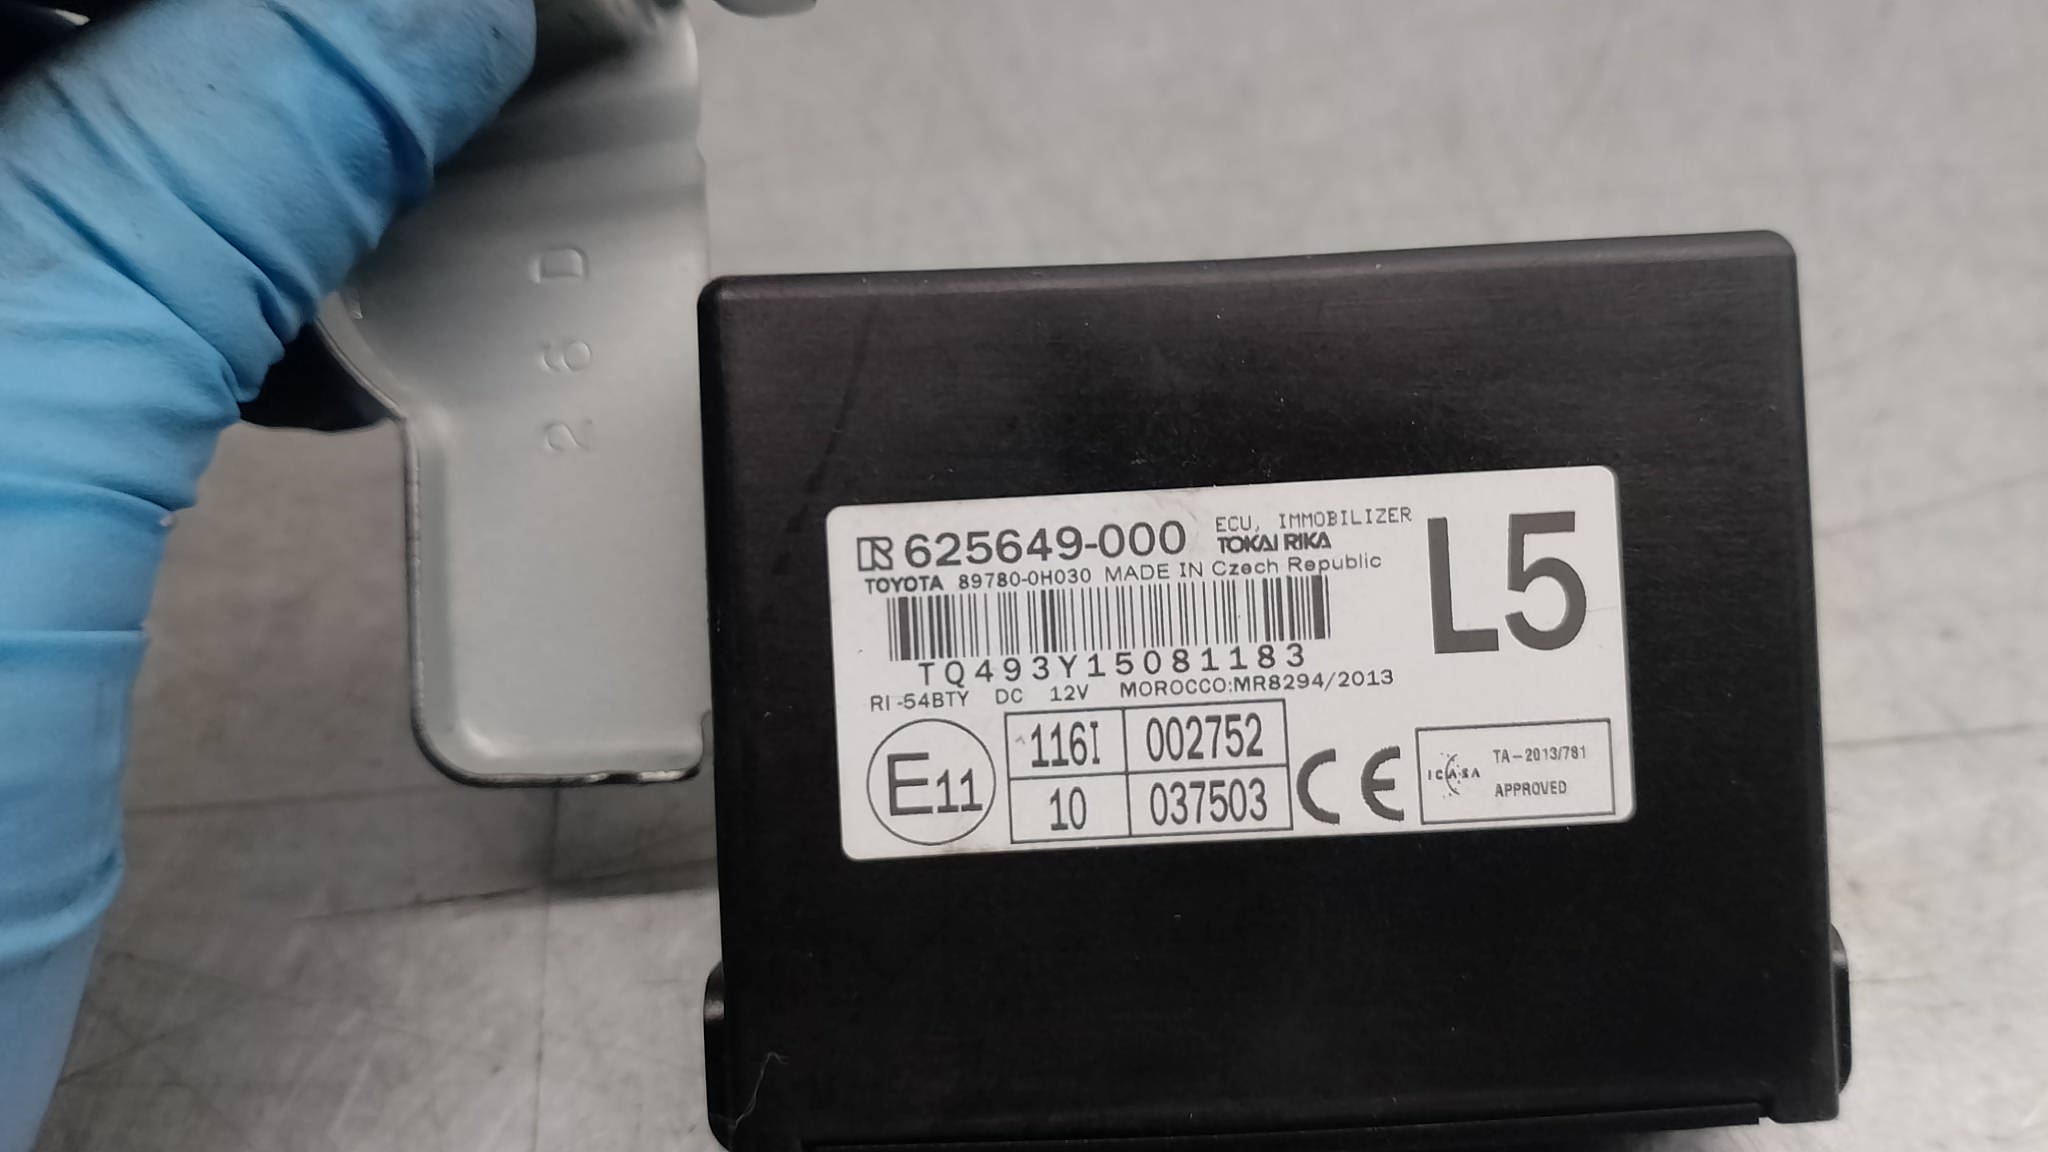 26D
625649-000
ECU, IMMOBILIZER
TOKAI RIKA
TOYOTA 89780-0H030 MADE IN Czech Republic
L5
TQ493Y15081183
RI-54BTY DC 12V MOROCCO:MR8294/2013
E11
116I 002752
10 037503
CE
ICASA
TA-2013/781
APPROVED